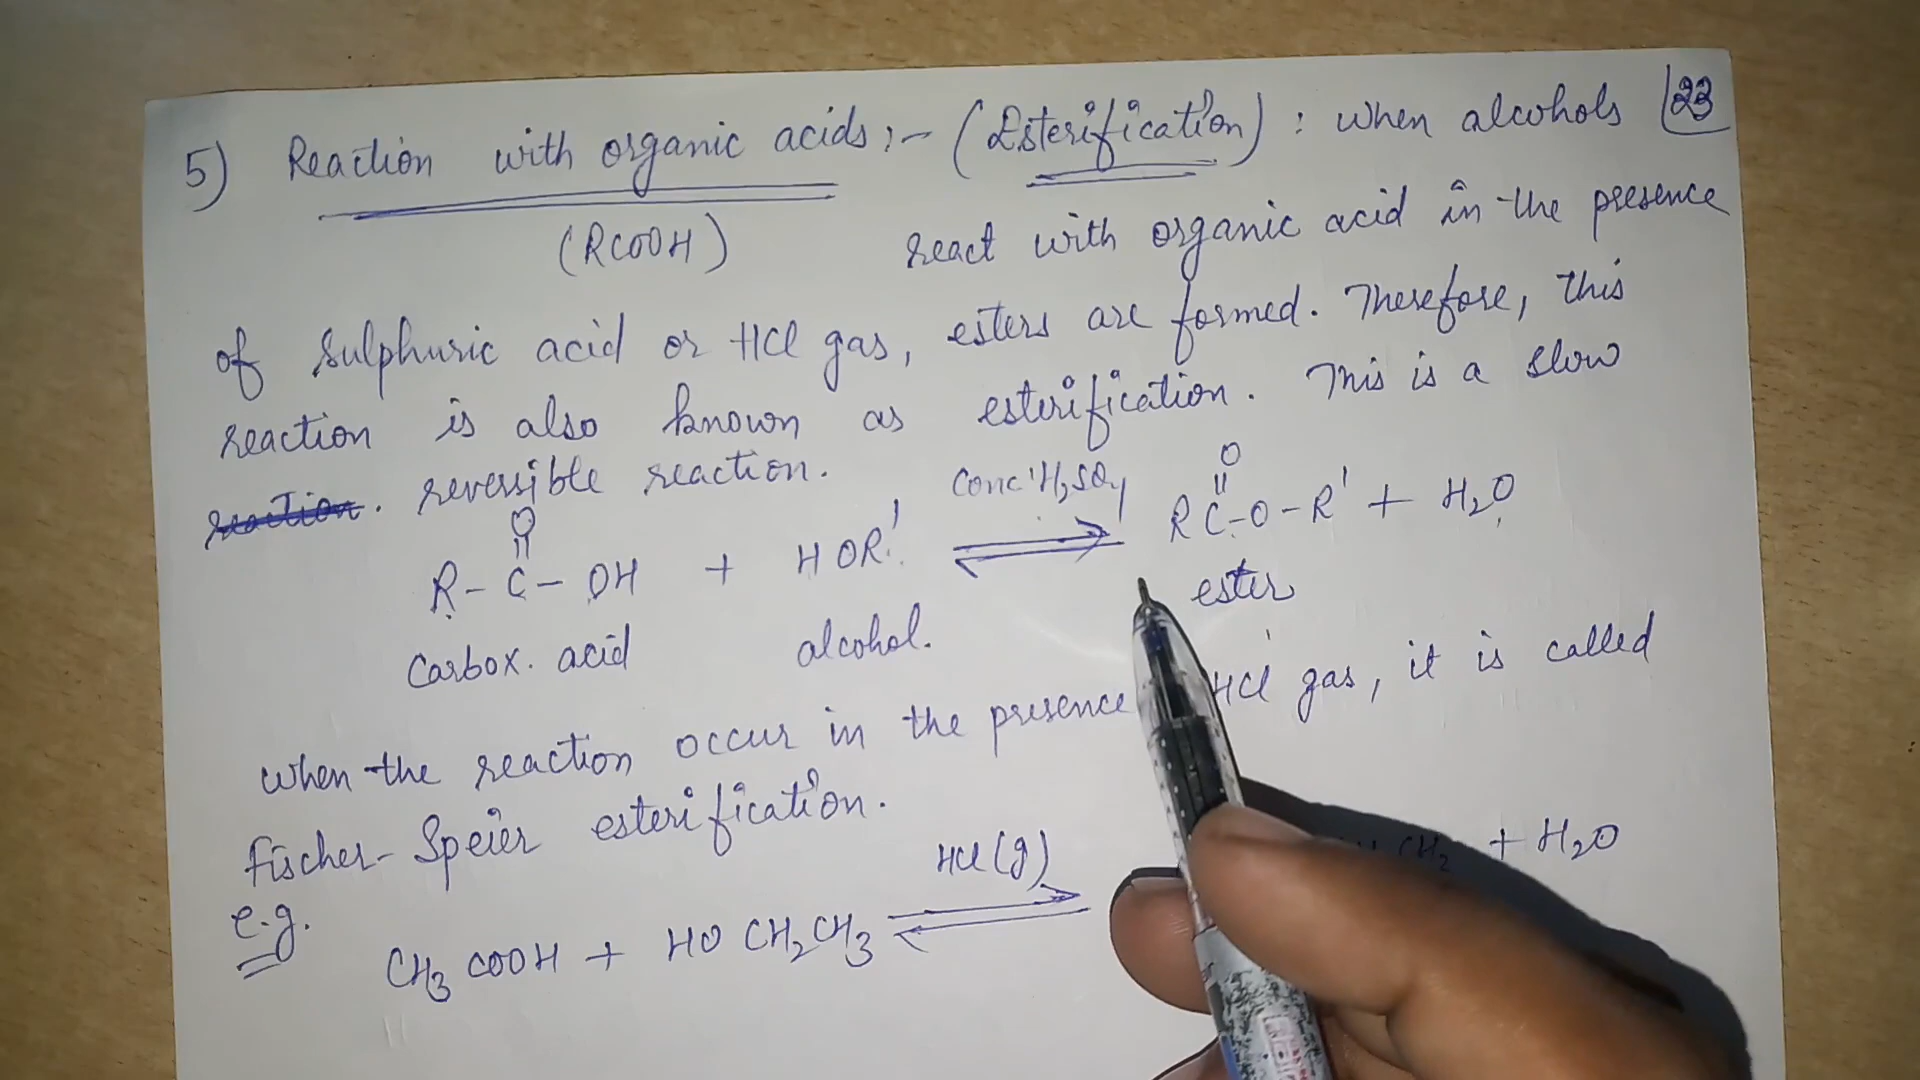 5) Reaction with organic acids :- (Esterification) : When alcohols 23
(RCOOH) react with organic acid in the presence
of sulphuric acid or HCl gas, esters are formed. Therefore, this
reaction is also known as esterification. This is a slow
reaction. reversible reaction.
O Conc. H2SO4 O
R-C-OH + HOR' ⇌ RC-O-R' + H2O
Carbox. acid alcohol. ester
when the reaction occur in the presence HCl gas, it is called
Fischer-Speier esterification.
e.g. HCl(g)
CH3COOH + HOCH2CH3 ⇌ + H2O